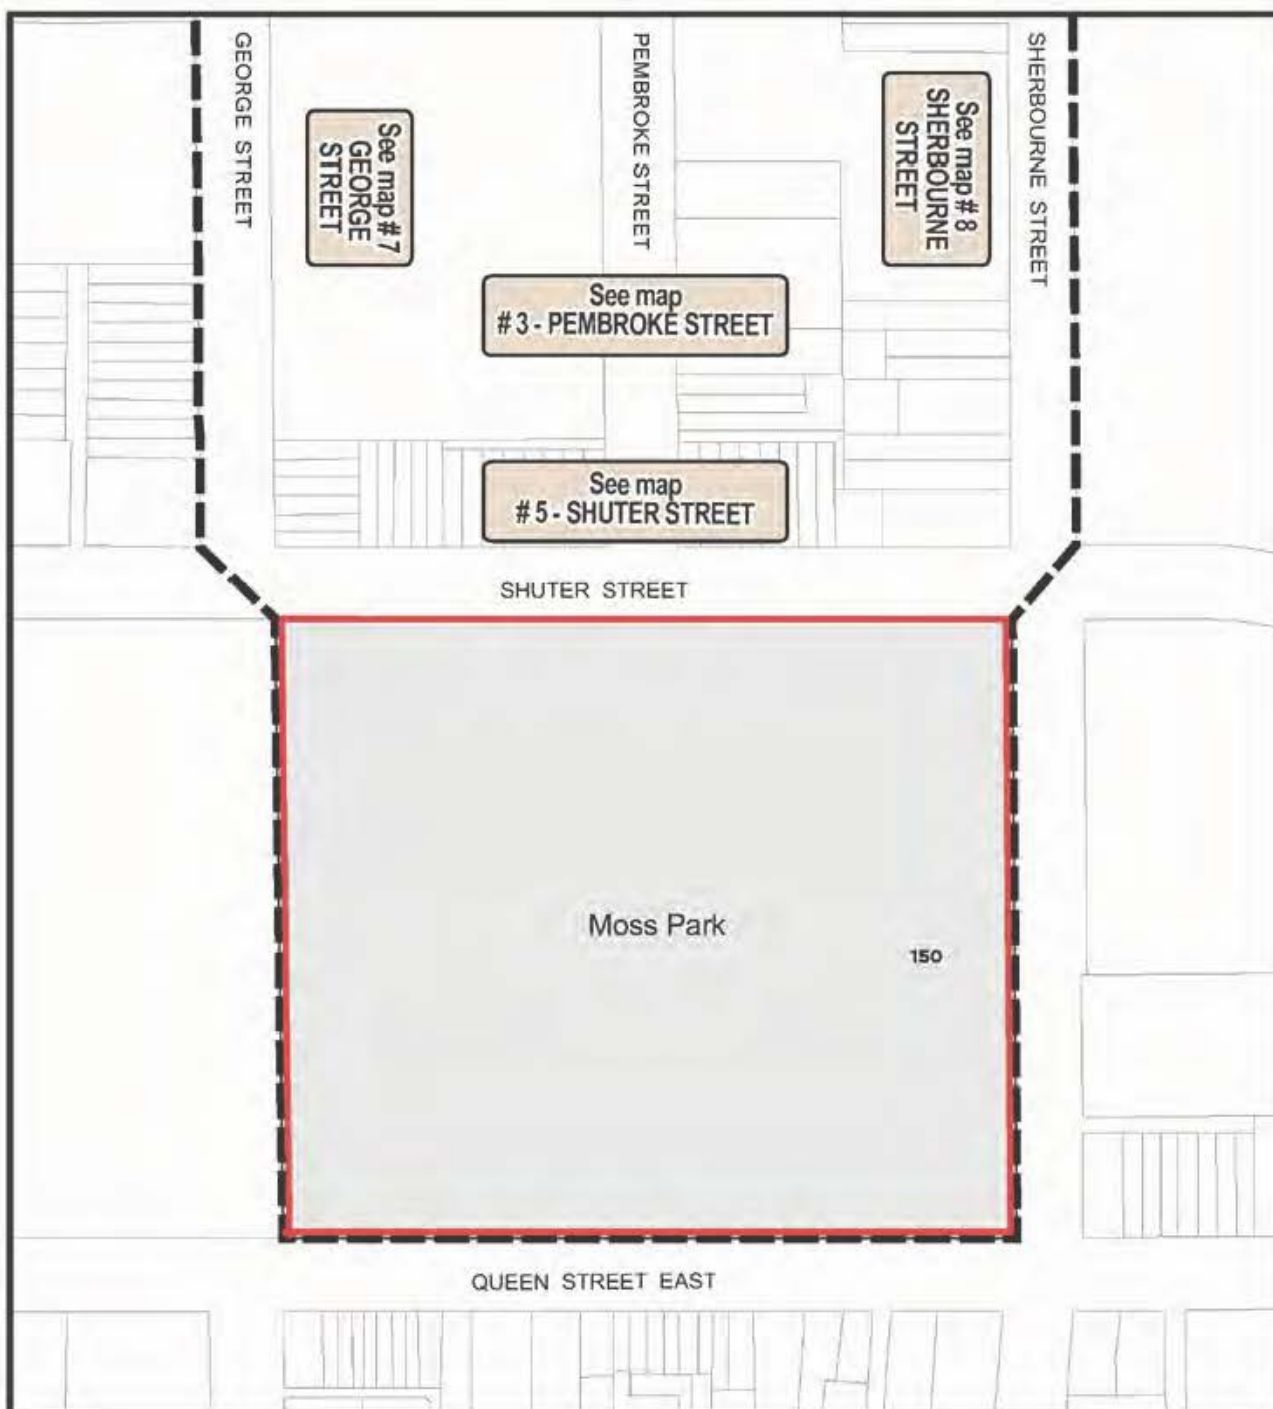 GEORGE STREET
PEMBROKE STREET
SHERBOURNE STREET
See map # 7
GEORGE
STREET
See map # 8
SHERBOURNE
STREET
See map
# 3 - PEMBROKE STREET
See map
# 5 - SHUTER STREET
SHUTER STREET
Moss Park
150
QUEEN STREET EAST